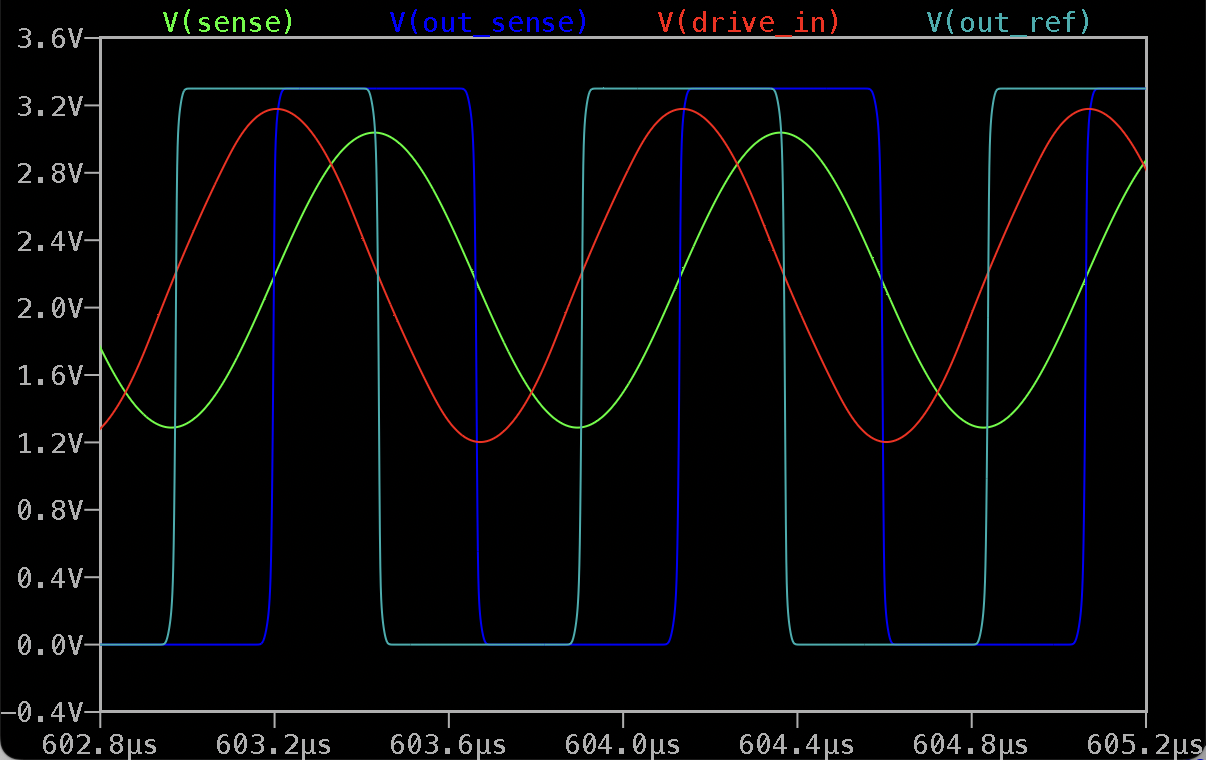 V(sense) V(out_sense) V(drive_in) V(out_ref)
3.6V
3.2V
2.8V
2.4V
2.0V
1.6V
1.2V
0.8V
0.4V
0.0V
-0.4V
602.8µs 603.2µs 603.6µs 604.0µs 604.4µs 604.8µs 605.2µs